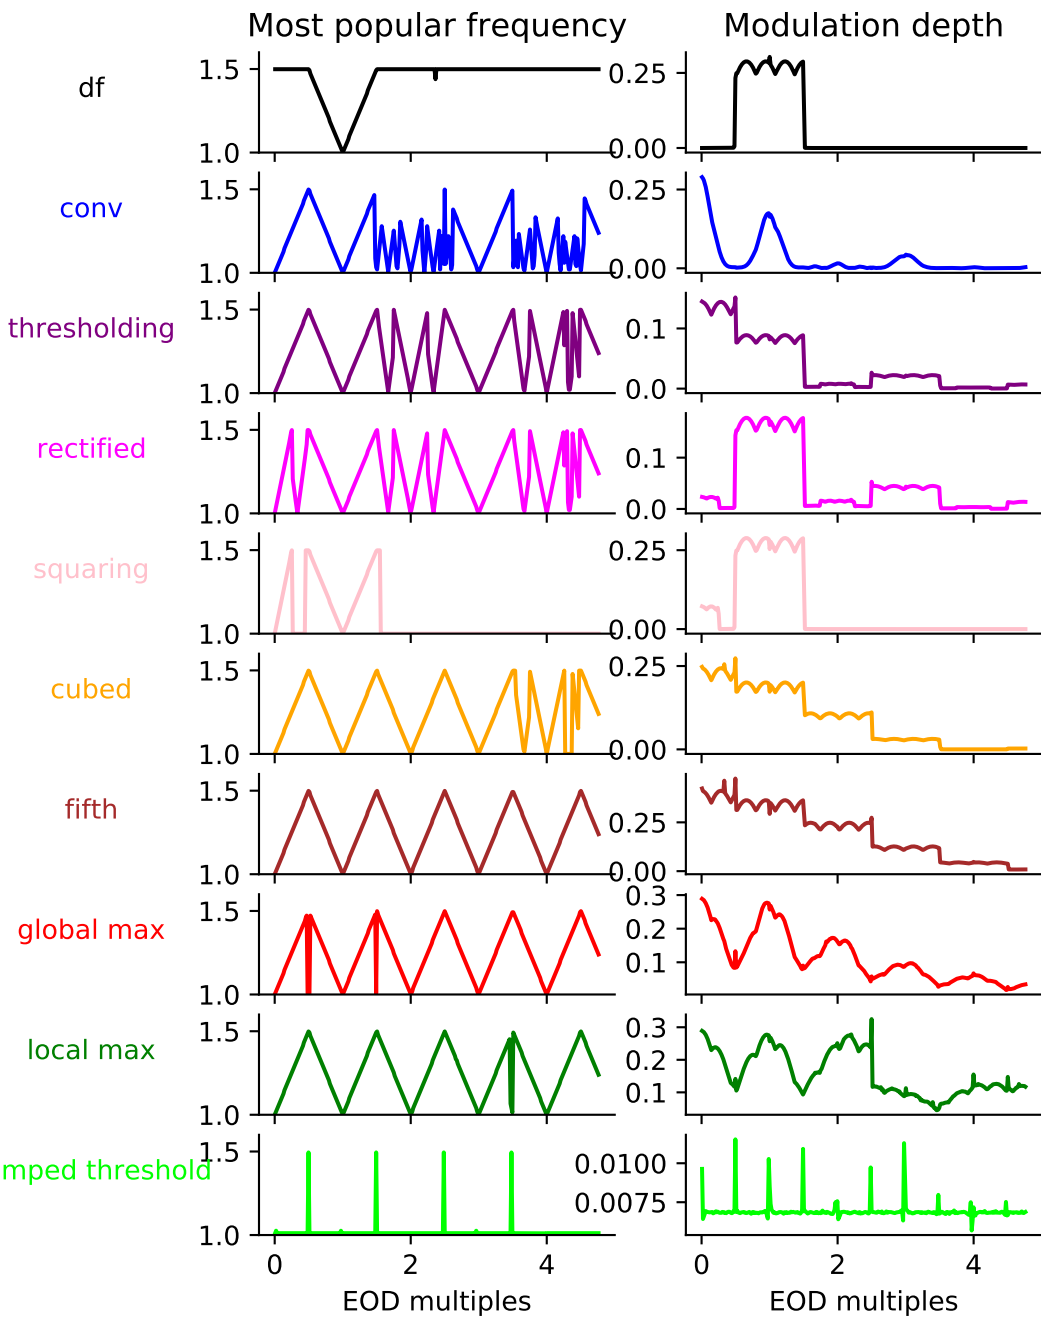 Most popular frequency Modulation depth
df 1.5 1.0 0.25 0.00
conv 1.5 1.0 0.25 0.00
thresholding 1.5 1.0 0.1 0.0
rectified 1.5 1.0 0.1 0.0
squaring 1.5 1.0 0.25 0.00
cubed 1.5 1.0 0.25 0.00
fifth 1.5 1.0 0.25 0.00
global max 1.5 1.0 0.3 0.2 0.1
local max 1.5 1.0 0.3 0.2 0.1
mped threshold 1.5 1.0 0.0100 0.0075
0 2 4 0 2 4
EOD multiples EOD multiples